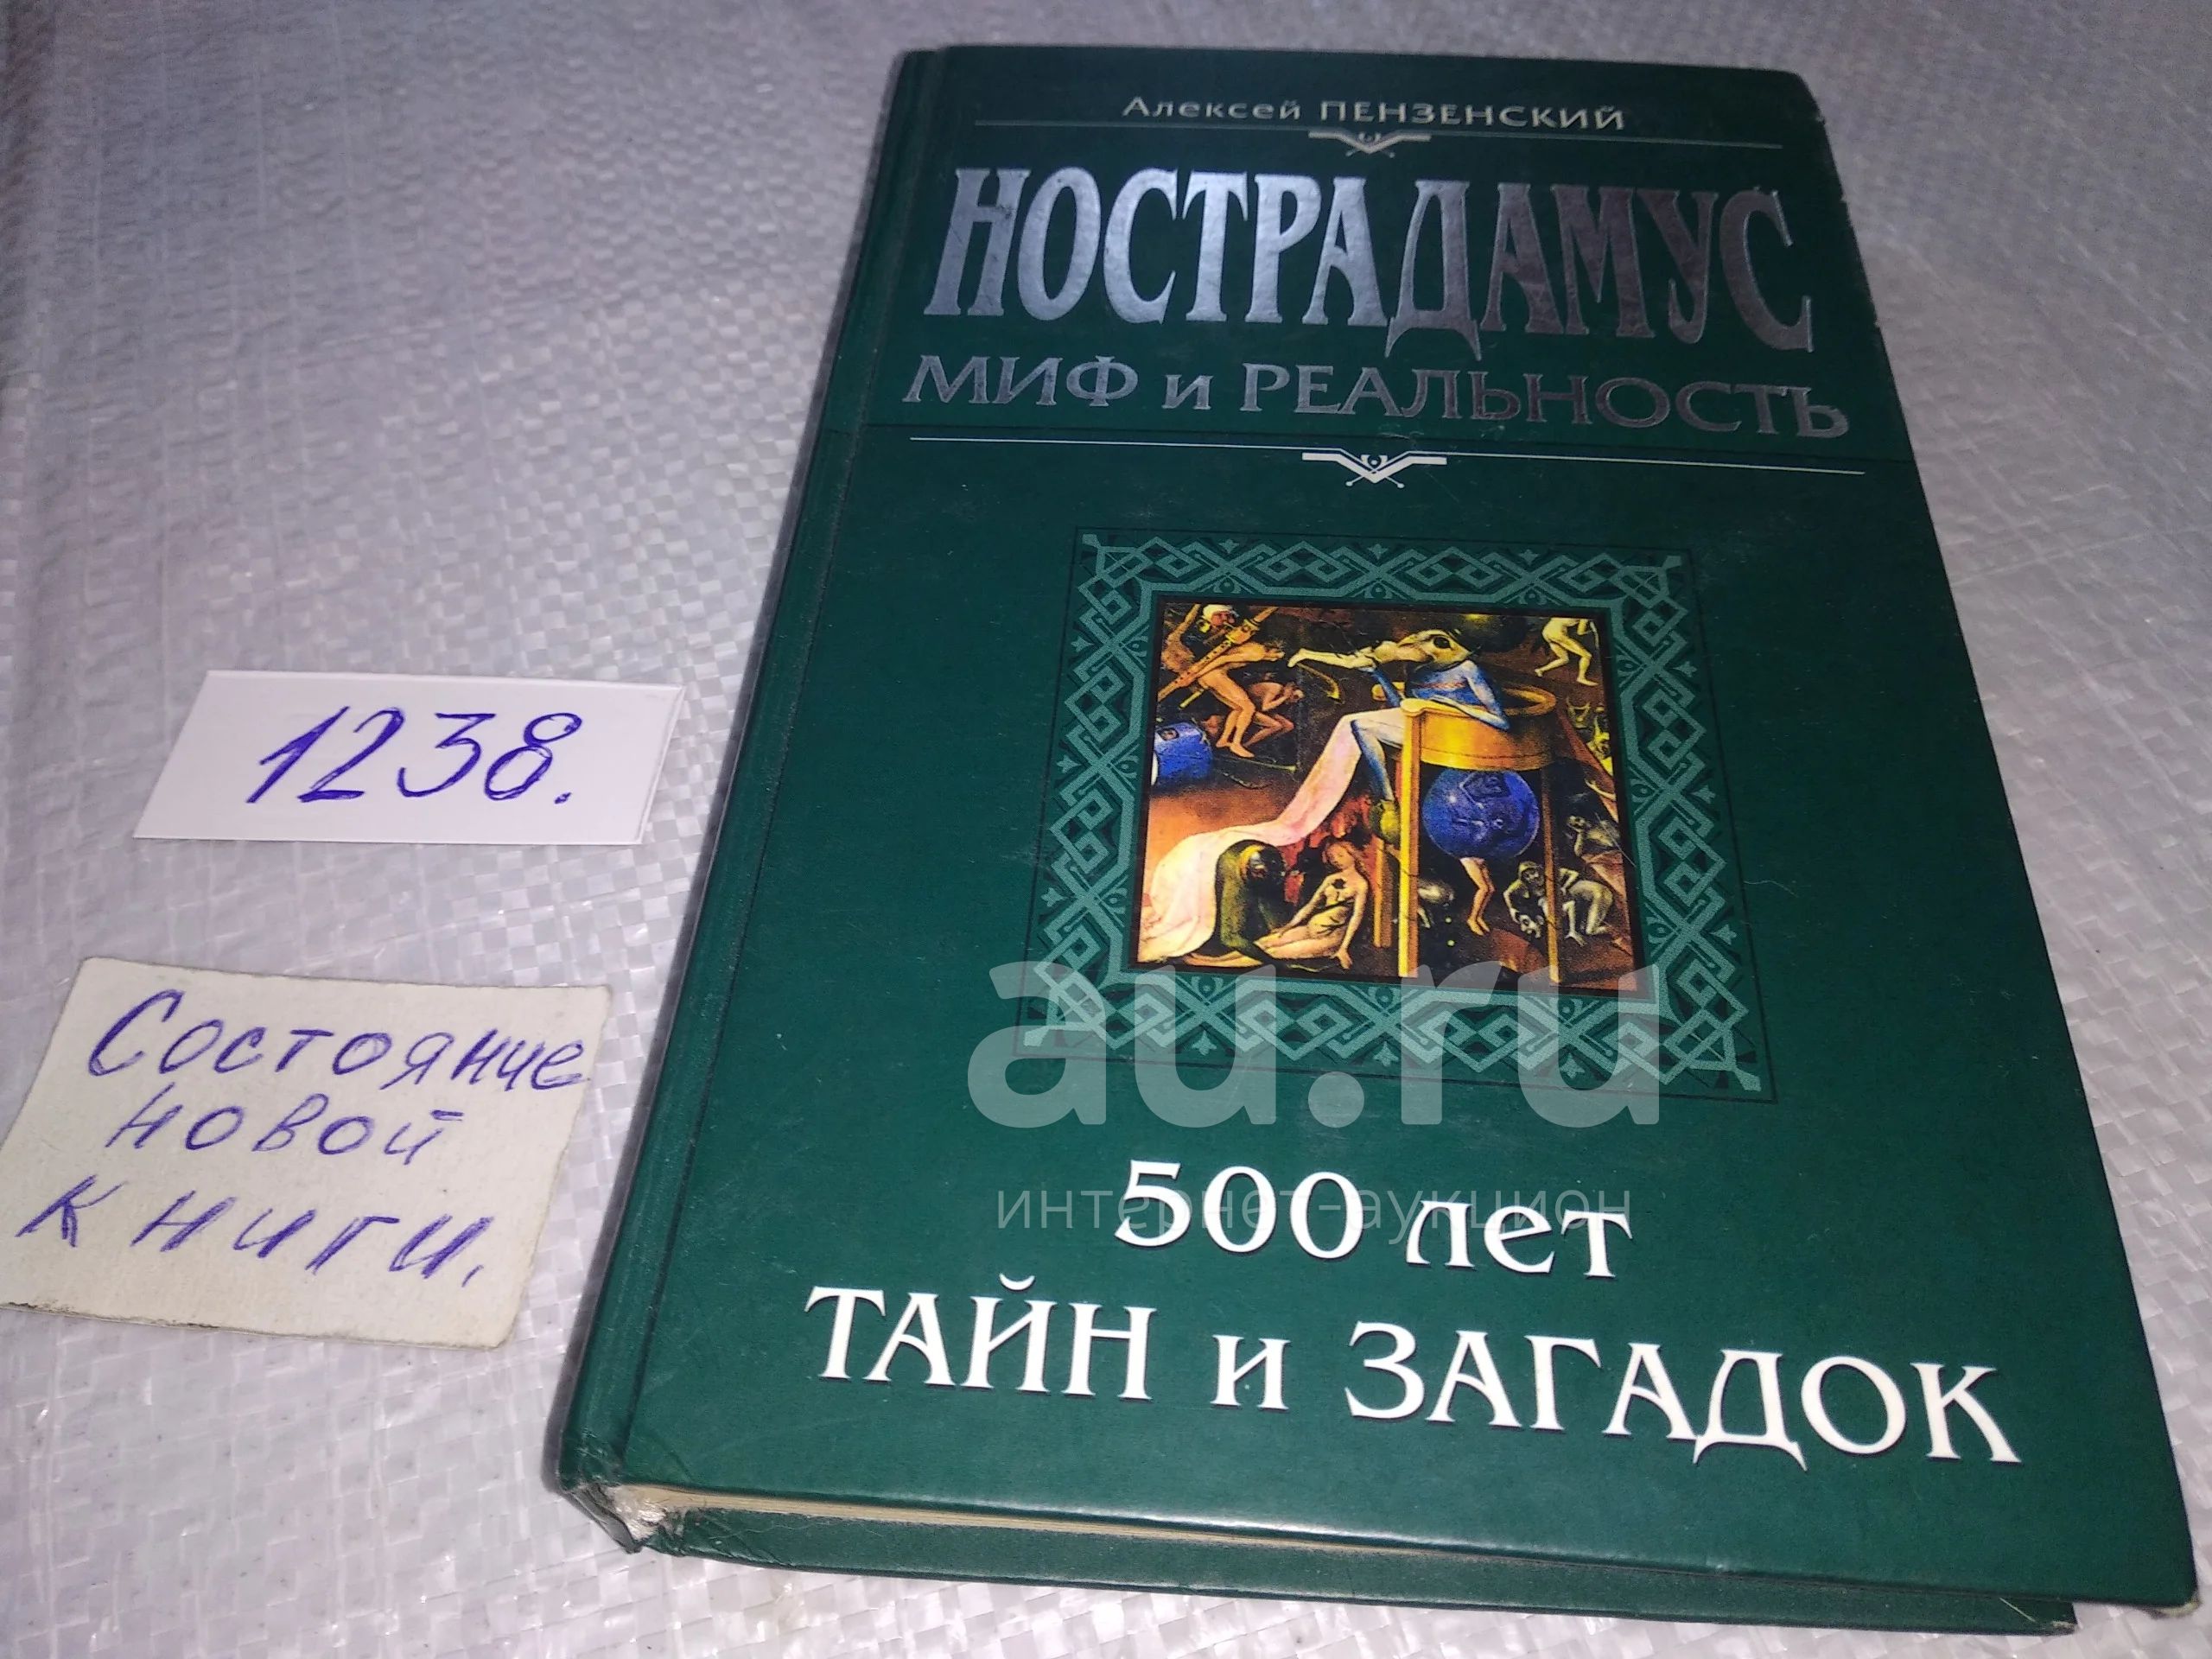 Алексей ПЕНЗЕНСКИЙ
НОСТРАДАМУС
МИФ и РЕАЛЬНОСТЬ
1238.
Состояние
новой
книги.
au.ru
интернет-аукцион
500 лет
ТАЙН и ЗАГАДОК